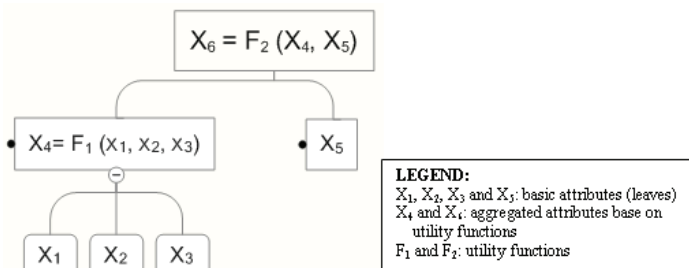 X₆ = F₂ (X₄, X₅)
X₄= F₁ (X₁, X₂, X₃)
X₅
X₁ X₂ X₃
LEGEND:
X₁, X₂, X₃ and X₅: basic attributes (leaves)
X₄ and X₆: aggregated attributes base on
utility functions
F₁ and F₂: utility functions